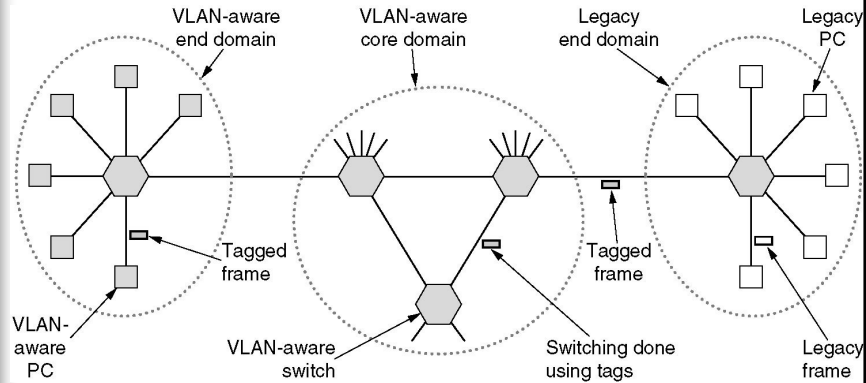 VLAN-aware
end domain
VLAN-aware
core domain
Legacy
end domain
Legacy
PC
Tagged
frame
Tagged
frame
VLAN-
aware
PC
VLAN-aware
switch
Switching done
using tags
Legacy
frame